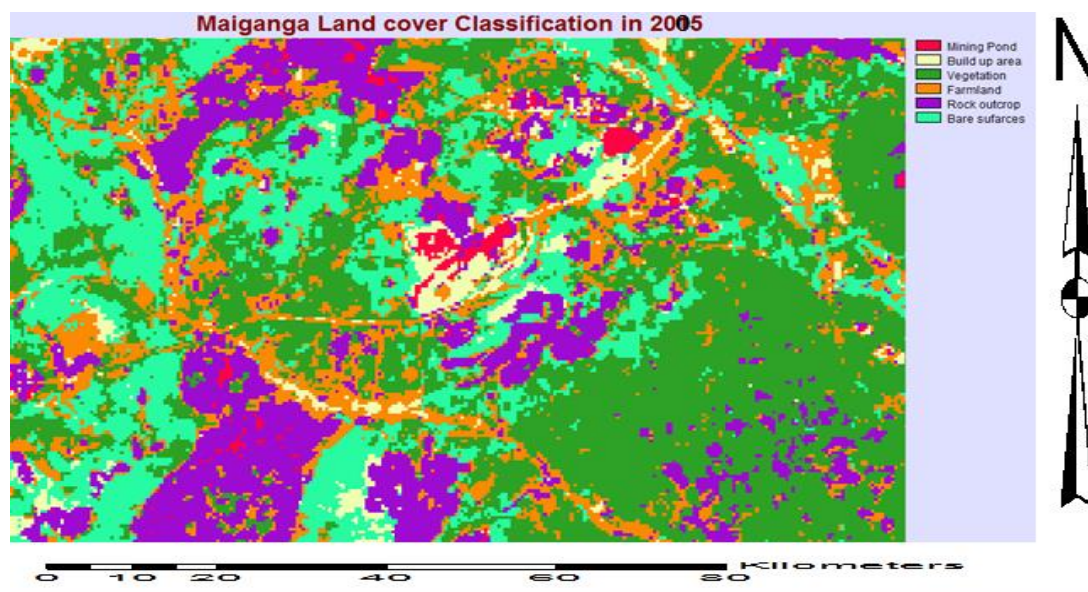 Maiganga Land cover Classification in 2005
N
Mining Pond
Build up area
Vegetation
Farmland
Rock outcrop
Bare sufarces
0 10 20 40 60 80 Kilometers